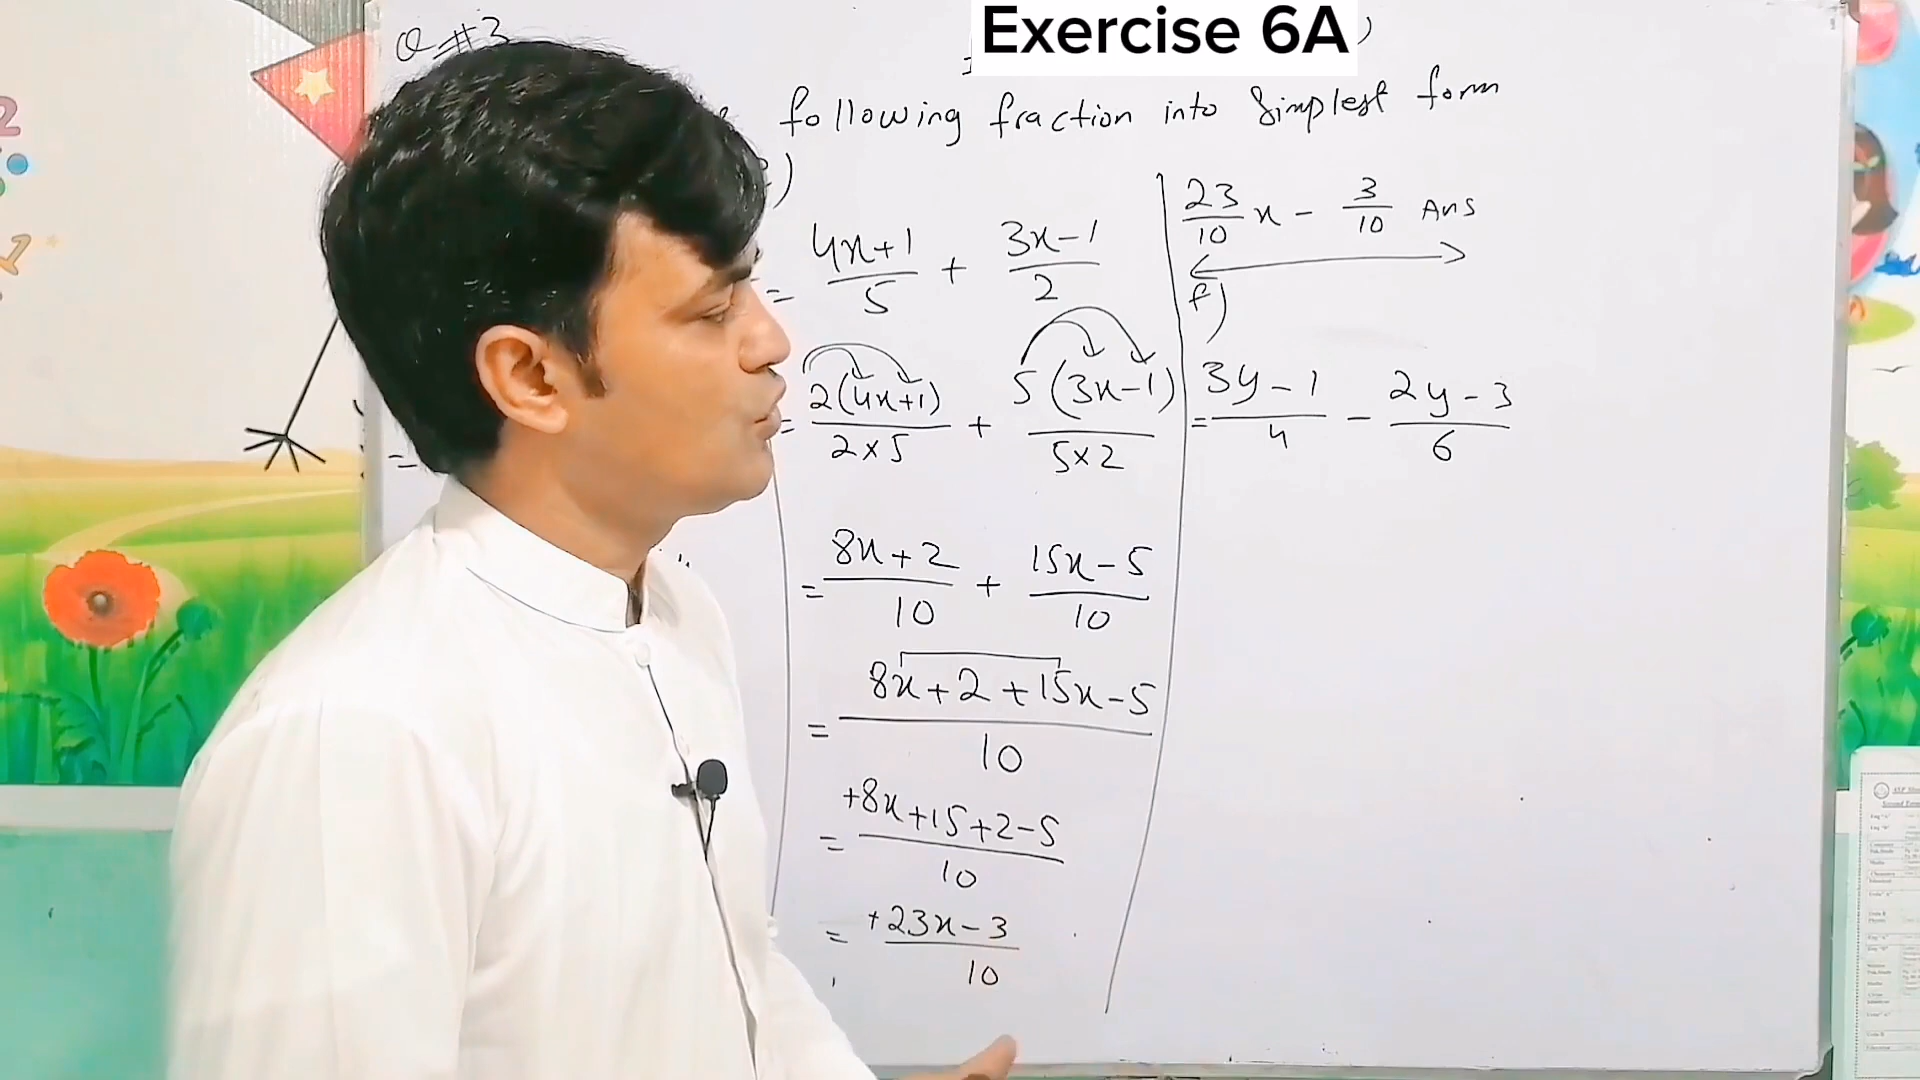 Exercise 6A
Q #3
following fraction into Simplest form
= (4x+1)/5 + (3x-1)/2
= 2(4x+1)/2×5 + 5(3x-1)/5×2
= (8x+2)/10 + (15x-5)/10
= (8x+2+15x-5)/10
= (+8x+15+2-5)/10
= (+23x-3)/10
23/10 x - 3/10 Ans
f)
= (3y-1)/4 - (2y-3)/6
2
1